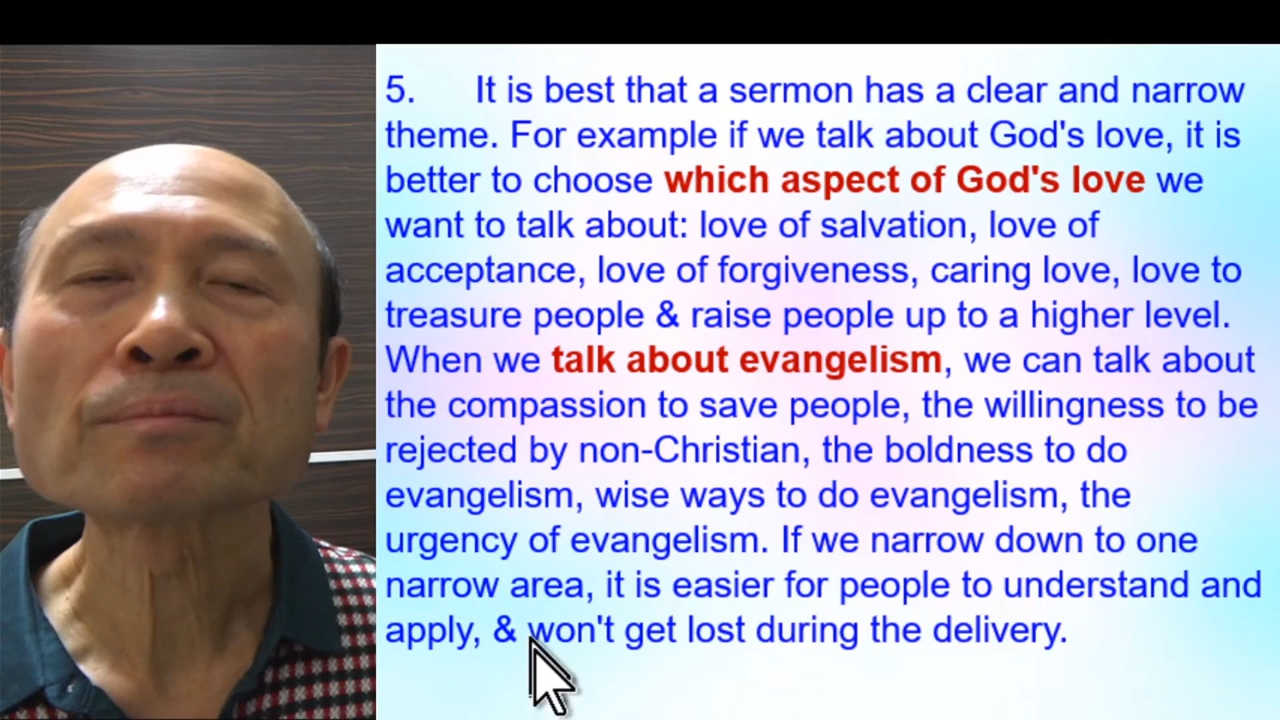 5. It is best that a sermon has a clear and narrow
theme. For example if we talk about God's love, it is
better to choose which aspect of God's love we
want to talk about: love of salvation, love of
acceptance, love of forgiveness, caring love, love to
treasure people & raise people up to a higher level.
When we talk about evangelism, we can talk about
the compassion to save people, the willingness to be
rejected by non-Christian, the boldness to do
evangelism, wise ways to do evangelism, the
urgency of evangelism. If we narrow down to one
narrow area, it is easier for people to understand and
apply, & won't get lost during the delivery.